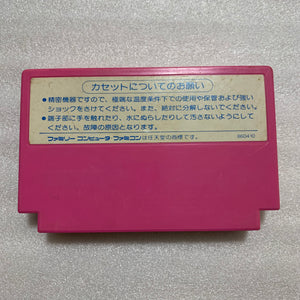 カセットについてのお願い
●精密機器ですので、極端な温度条件下での使用や保管および強い
ショックをさけてください。また、絶対に分解しないでく
ださい。
●端子部に手を触れたり、水にぬらしたりして汚さないようにして
ください。故障の原因となります。
ファミリーコンピュータ・ファミコンは任天堂の商標です。